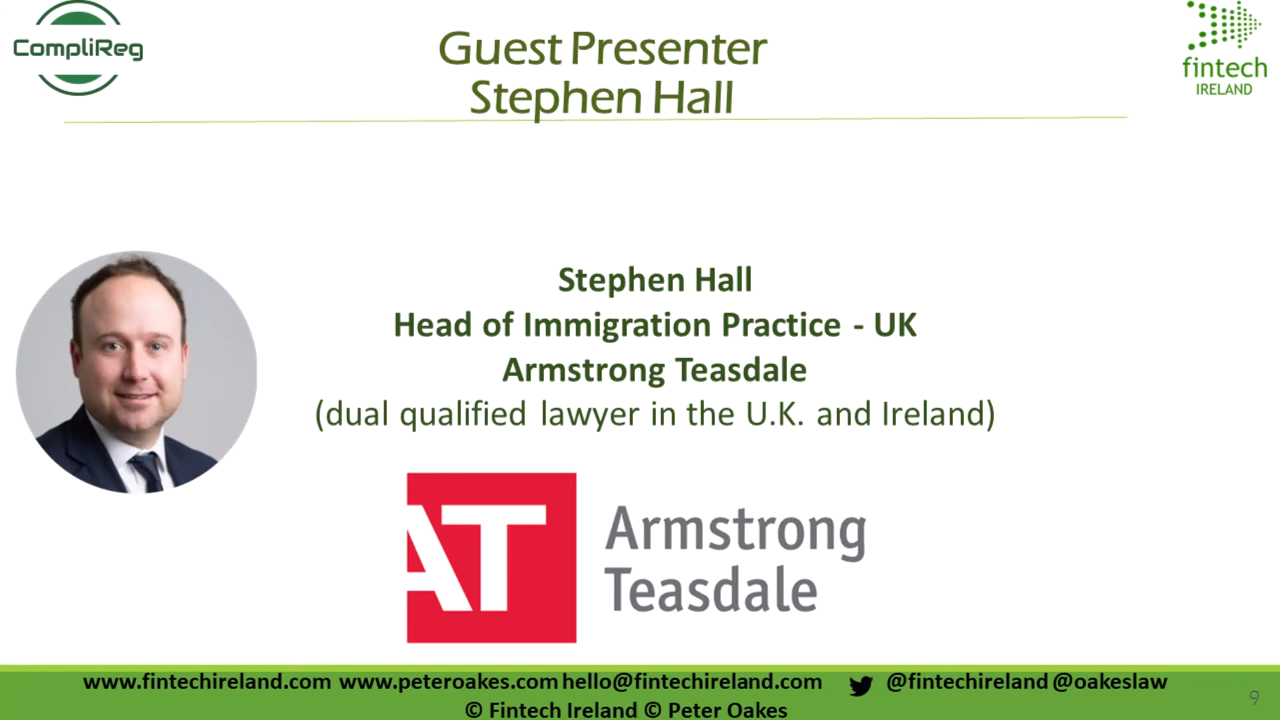 CompliReg
Guest Presenter
Stephen Hall
fintech
IRELAND
Stephen Hall
Head of Immigration Practice - UK
Armstrong Teasdale
(dual qualified lawyer in the U.K. and Ireland)
AT
Armstrong
Teasdale
www.fintechireland.com www.peteroakes.com hello@fintechireland.com @fintechireland @oakeslaw
© Fintech Ireland © Peter Oakes
9